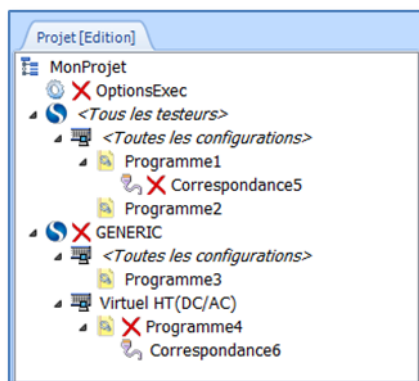 Projet [Edition]
MonProjet
OptionsExec
<Tous les testeurs>
<Toutes les configurations>
Programme1
Correspondance5
Programme2
GENERIC
<Toutes les configurations>
Programme3
Virtuel HT(DC/AC)
Programme4
Correspondance6